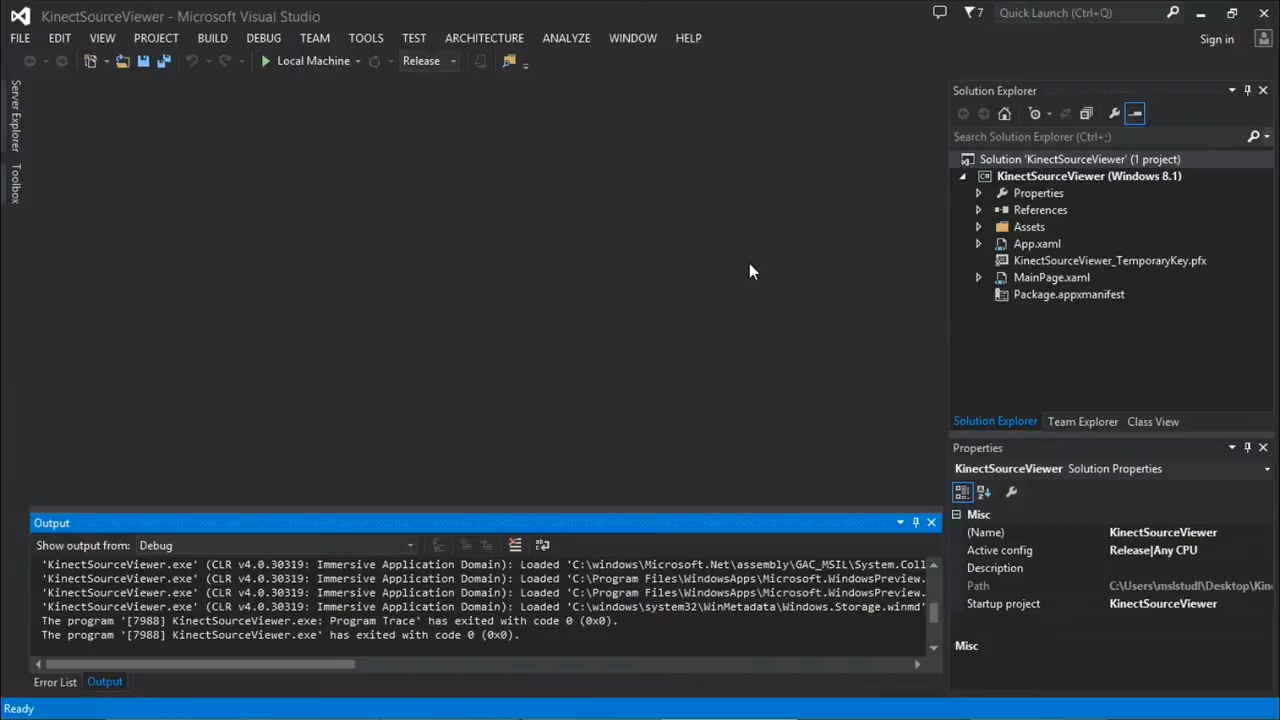 KinectSourceViewer - Microsoft Visual Studio
7
Quick Launch (Ctrl+Q)
FILE EDIT VIEW PROJECT BUILD DEBUG TEAM TOOLS TEST ARCHITECTURE ANALYZE WINDOW HELP
Sign in
Local Machine
Release
Server Explorer
Toolbox
Solution Explorer
Search Solution Explorer (Ctrl+;)
Solution 'KinectSourceViewer' (1 project)
KinectSourceViewer (Windows 8.1)
Properties
References
Assets
App.xaml
KinectSourceViewer_TemporaryKey.pfx
MainPage.xaml
Package.appxmanifest
Solution Explorer Team Explorer Class View
Properties
KinectSourceViewer Solution Properties
Misc
(Name) KinectSourceViewer
Active config Release|Any CPU
Description
Path C:\Users\mslstudl\Desktop\Kin
Startup project KinectSourceViewer
Misc
Output
Show output from: Debug
'KinectSourceViewer.exe' (CLR v4.0.30319: Immersive Application Domain): Loaded 'C:\windows\Microsoft.Net\assembly\GAC_MSIL\System.Coll
'KinectSourceViewer.exe' (CLR v4.0.30319: Immersive Application Domain): Loaded 'C:\Program Files\WindowsApps\Microsoft.WindowsPreview.
'KinectSourceViewer.exe' (CLR v4.0.30319: Immersive Application Domain): Loaded 'C:\Program Files\WindowsApps\Microsoft.WindowsPreview.
'KinectSourceViewer.exe' (CLR v4.0.30319: Immersive Application Domain): Loaded 'C:\windows\system32\WinMetadata\Windows.Storage.winmd'
The program '[7988] KinectSourceViewer.exe: Program Trace' has exited with code 0 (0x0).
The program '[7988] KinectSourceViewer.exe' has exited with code 0 (0x0).
Error List Output
Ready